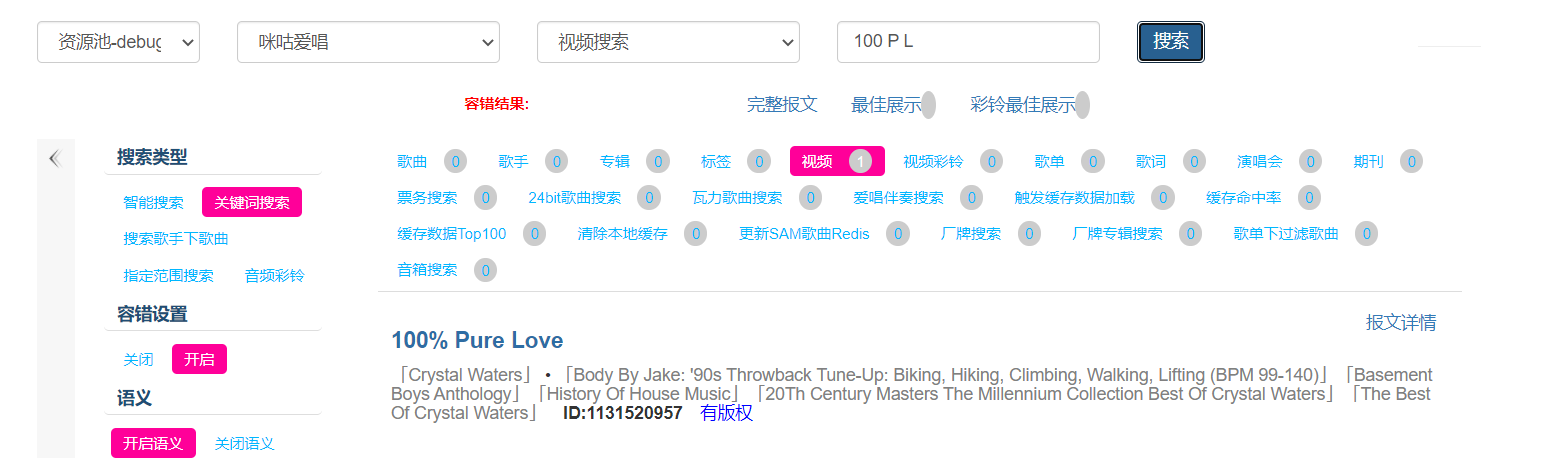 资源池-debug 咪咕爱唱 视频搜索 100 P L 搜索
容错结果: 完整报文 最佳展示 彩铃最佳展示
搜索类型
智能搜索 关键词搜索
搜索歌手下歌曲
指定范围搜索 音频彩铃
容错设置
关闭 开启
语义
开启语义 关闭语义
歌曲 0 歌手 0 专辑 0 标签 0 视频 1 视频彩铃 0 歌单 0 歌词 0 演唱会 0 期刊 0
票务搜索 0 24bit歌曲搜索 0 瓦力歌曲搜索 0 爱唱伴奏搜索 0 触发缓存数据加载 0 缓存命中率 0
缓存数据Top100 0 清除本地缓存 0 更新SAM歌曲Redis 0 厂牌搜索 0 厂牌专辑搜索 0 歌单下过滤歌曲 0
音箱搜索 0
报文详情
100% Pure Love
「Crystal Waters」 • 「Body By Jake: '90s Throwback Tune-Up: Biking, Hiking, Climbing, Walking, Lifting (BPM 99-140)」「Basement
Boys Anthology」「History Of House Music」「20Th Century Masters The Millennium Collection Best Of Crystal Waters」「The Best
Of Crystal Waters」 ID:1131520957 有版权